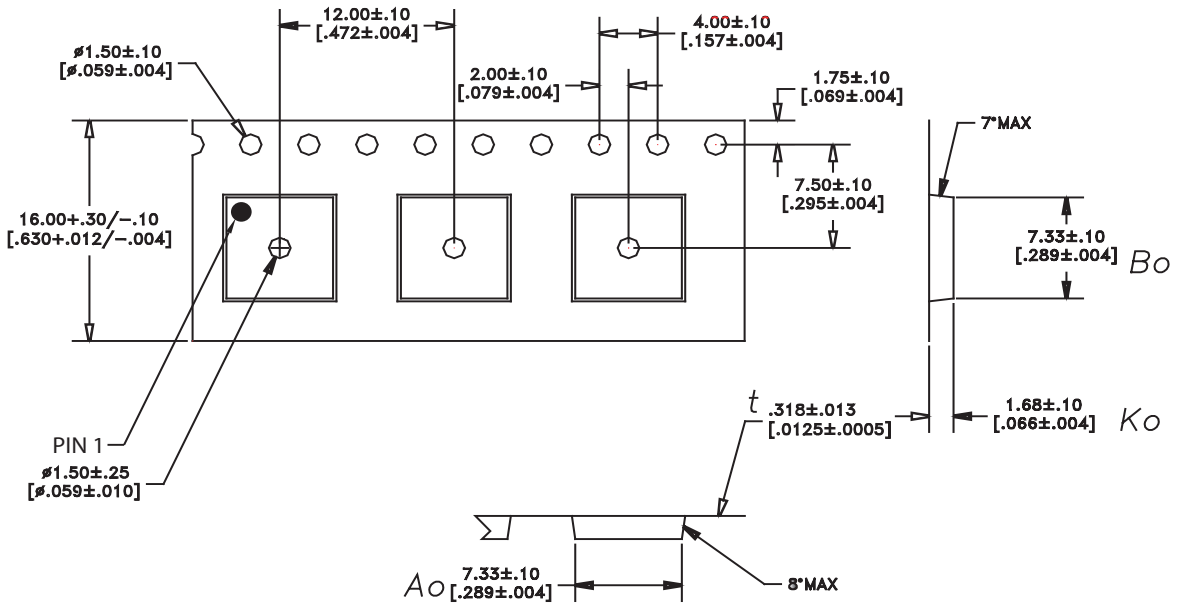 12.00±.10
[.472±.004]
4.00±.10
[.157±.004]
ø1.50±.10
[ø.059±.004]
2.00±.10
[.079±.004]
1.75±.10
[.069±.004]
7°MAX
7.50±.10
[.295±.004]
16.00+.30/−.10
[.630+.012/−.004]
7.33±.10
[.289±.004]
Bo
t
.318±.013
[.0125±.0005]
1.68±.10
[.066±.004]
Ko
PIN 1
ø1.50±.25
[ø.059±.010]
Ao
7.33±.10
[.289±.004]
8°MAX